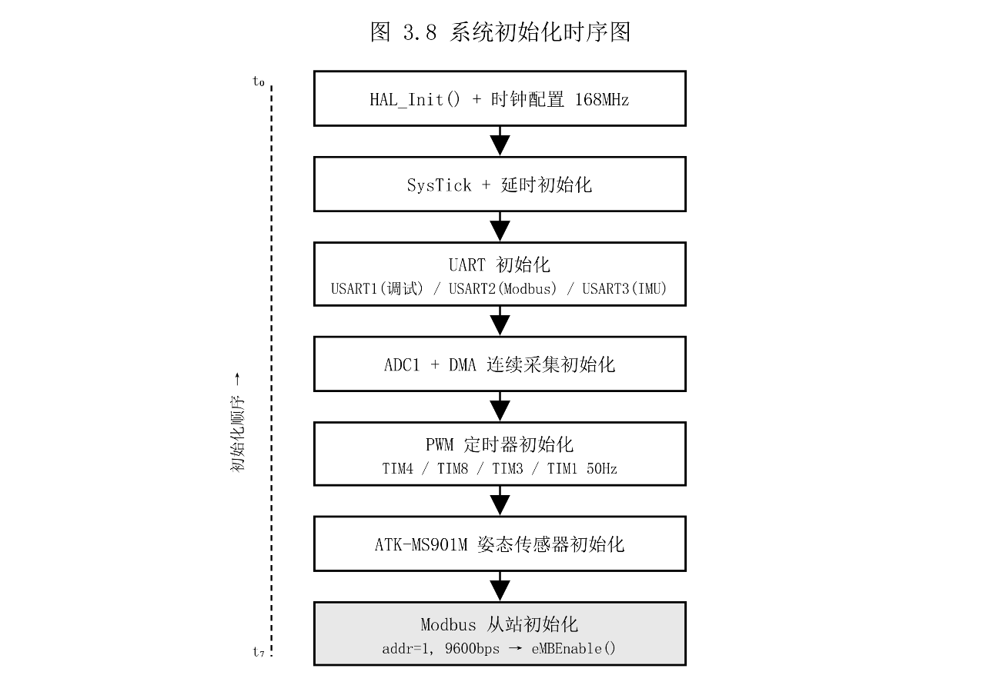 图 3.8 系统初始化时序图
t₀
HAL_Init() + 时钟配置 168MHz
SysTick + 延时初始化
UART 初始化
USART1(调试) / USART2(Modbus) / USART3(IMU)
ADC1 + DMA 连续采集初始化
初始化顺序 →
PWM 定时器初始化
TIM4 / TIM8 / TIM3 / TIM1 50Hz
ATK-MS901M 姿态传感器初始化
Modbus 从站初始化
addr=1, 9600bps → eMBEnable()
t₇